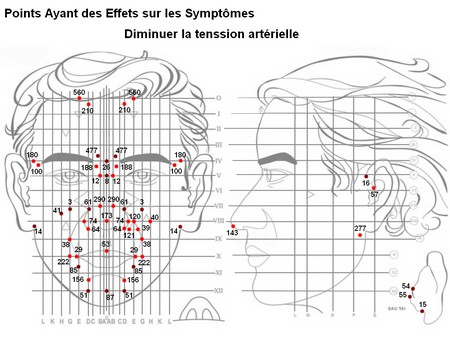 Points Ayant des Effets sur les Symptômes
Diminuer la tenssion artérielle
560 560
210 210
O
I
II
III
477 477
180 180
IV
26
188 188
100 100
V
12 8 12
16
VI
57
290 290
3 61 61 3
VII
41
173
74 74 120 40
VIII
14 64 64 39 14
121
143
277
38 38
IX
53
29 29
X
222 222
85 85
156 156
54
XII
51 87 51
55
15
L K H G E D C B A A B C D E G H K L